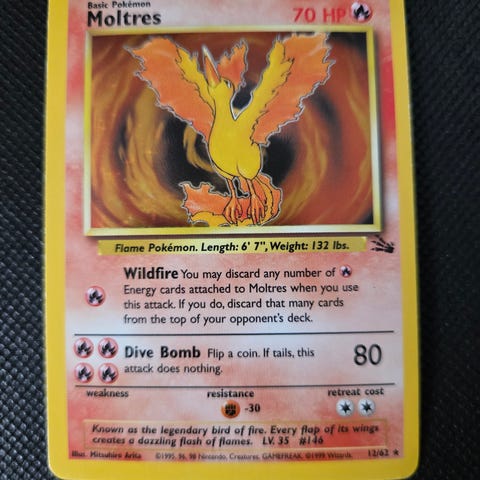 Basic Pokémon
Moltres 70 HP
Flame Pokémon. Length: 6' 7", Weight: 132 lbs.
Wildfire You may discard any number of
Energy cards attached to Moltres when you use
this attack. If you do, discard that many cards
from the top of your opponent's deck.
Dive Bomb Flip a coin. If tails, this 80
attack does nothing.
weakness resistance retreat cost
-30
Known as the legendary bird of fire. Every flap of its wings
creates a dazzling flash of flames. LV. 35 #146
Illus. Mitsuhiro Arita ©1995, 96, 98 Nintendo, Creatures, GAMEFREAK. ©1999 Wizards. 12/62 ★